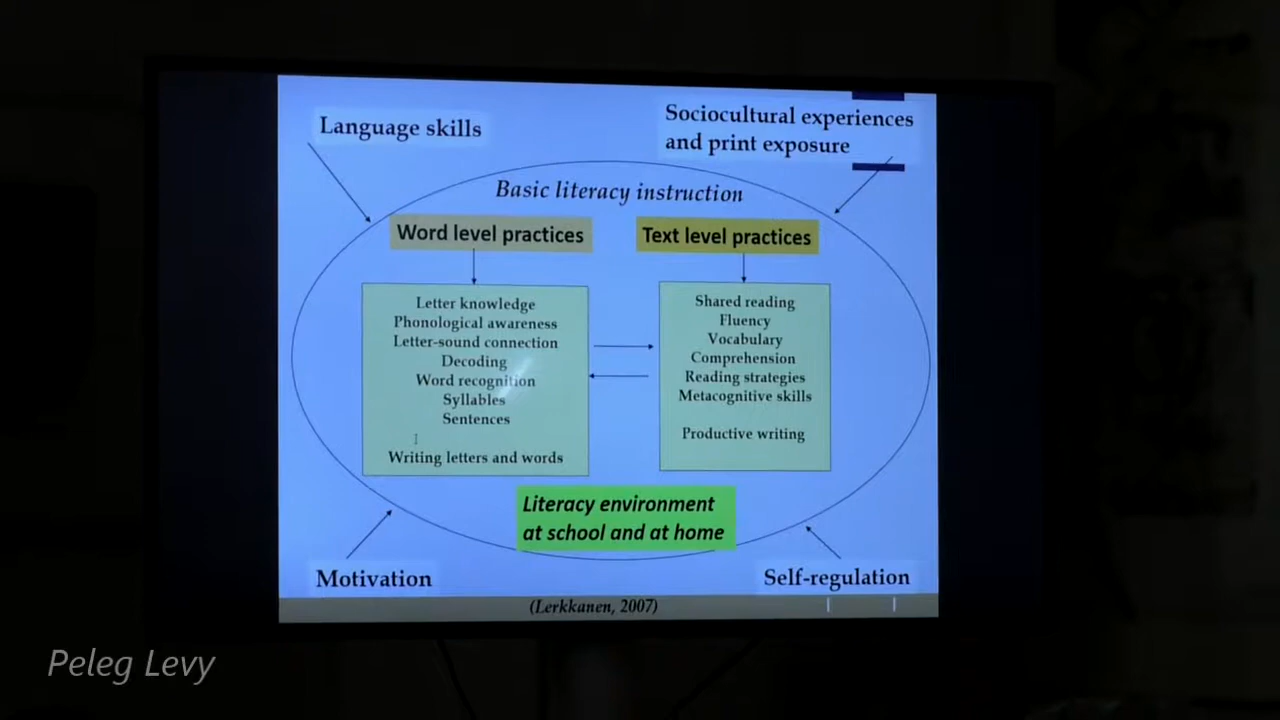 Language skills
Sociocultural experiences
and print exposure
Basic literacy instruction
Word level practices
Text level practices
Letter knowledge
Phonological awareness
Letter-sound connection
Decoding
Word recognition
Syllables
Sentences
Writing letters and words
Shared reading
Fluency
Vocabulary
Comprehension
Reading strategies
Metacognitive skills
Productive writing
Literacy environment
at school and at home
Motivation
Self-regulation
(Lerkkanen, 2007)
Peleg Levy